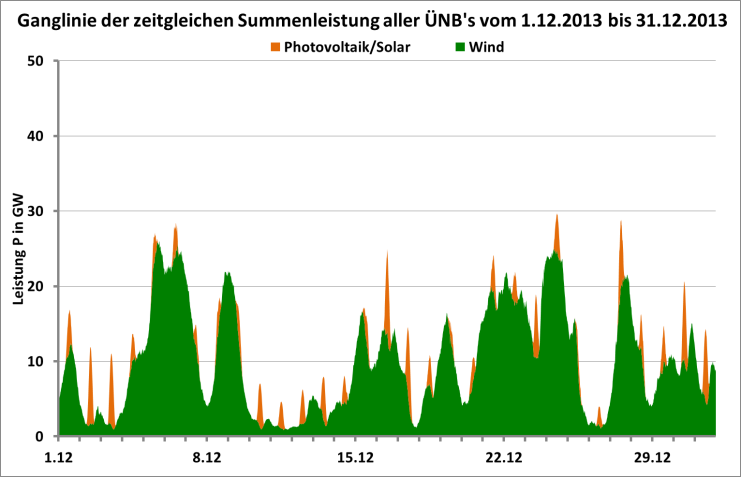 Ganglinie der zeitgleichen Summenleistung aller ÜNB's vom 1.12.2013 bis 31.12.2013
Photovoltaik/Solar Wind
Leistung P in GW
50
40
30
20
10
0
1.12 8.12 15.12 22.12 29.12